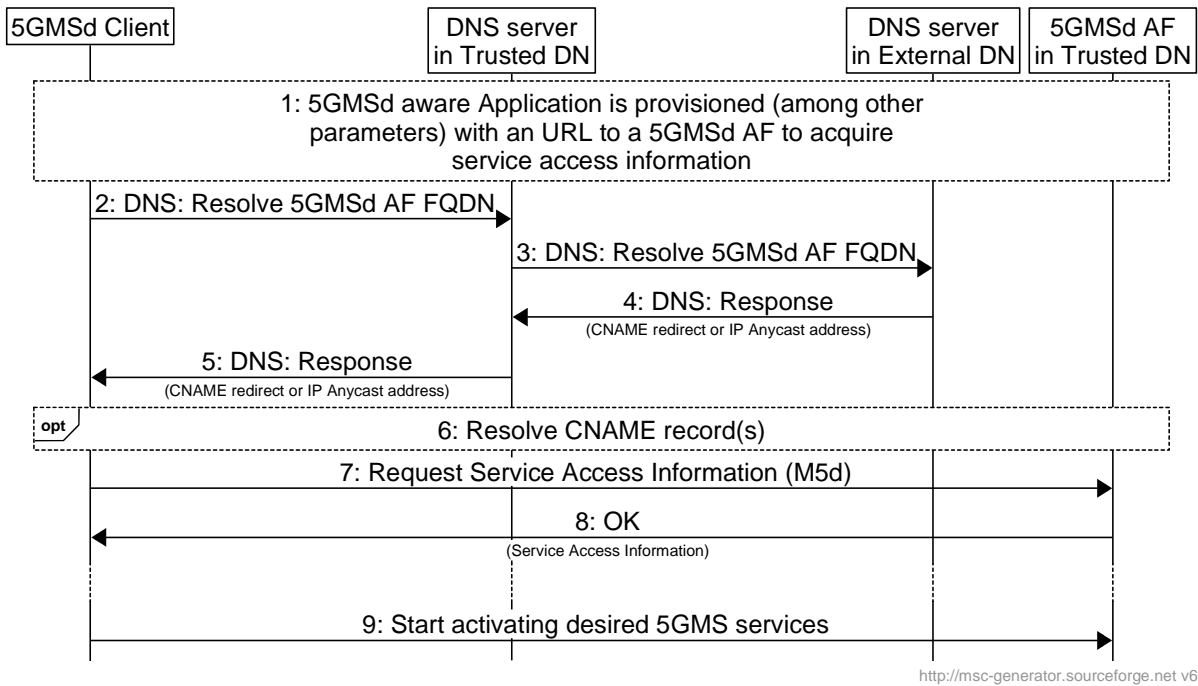 5GMSd Client
DNS server
in Trusted DN
DNS server
in External DN
5GMSd AF
in Trusted DN
1: 5GMSd aware Application is provisioned (among other
parameters) with an URL to a 5GMSd AF to acquire
service access information
2: DNS: Resolve 5GMSd AF FQDN
3: DNS: Resolve 5GMSd AF FQDN
4: DNS: Response
(CNAME redirect or IP Anycast address)
5: DNS: Response
(CNAME redirect or IP Anycast address)
opt
6: Resolve CNAME record(s)
7: Request Service Access Information (M5d)
8: OK
(Service Access Information)
9: Start activating desired 5GMS services
http://msc-generator.sourceforge.net v6